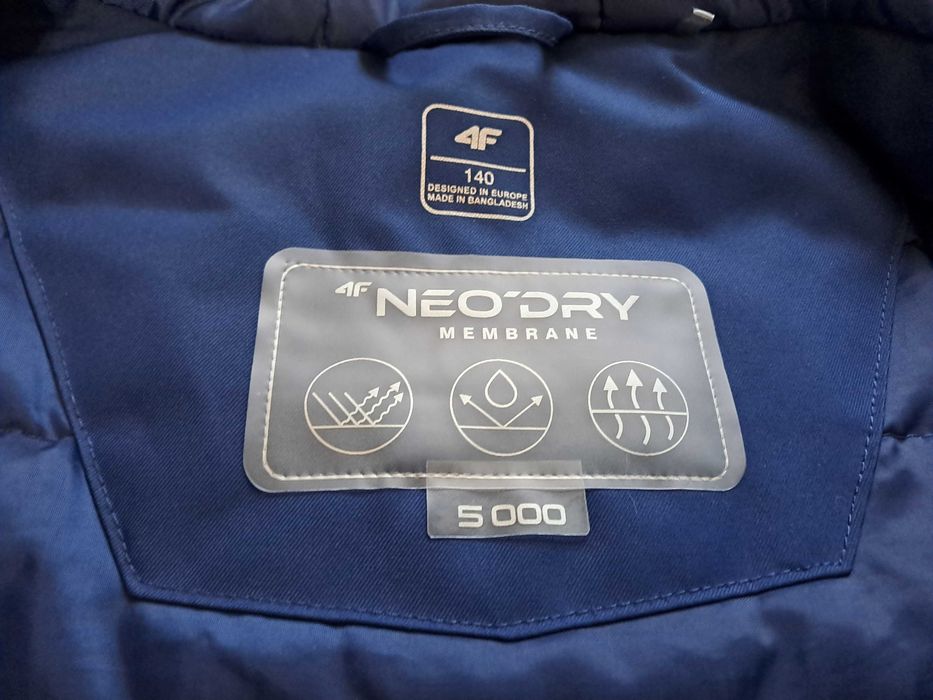 4F
140
DESIGNED IN EUROPE
MADE IN BANGLADESH
4F NEO'DRY
MEMBRANE
5 000